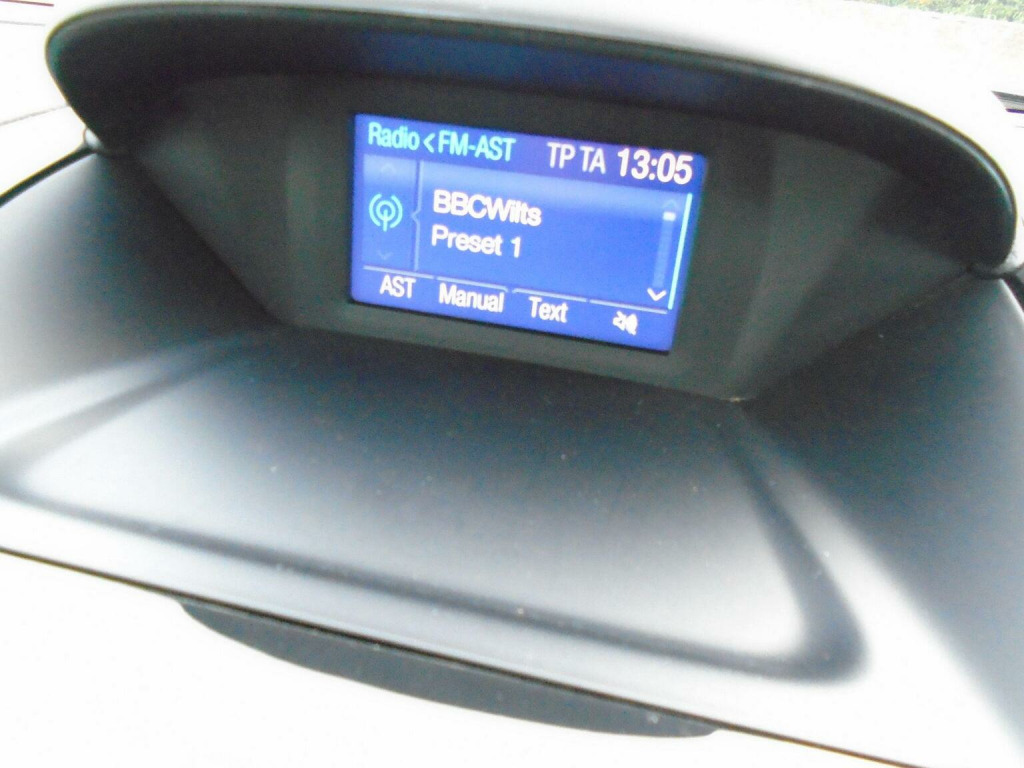 Radio < FM-AST TP TA 13:05
BBCWilts
Preset 1
AST Manual Text